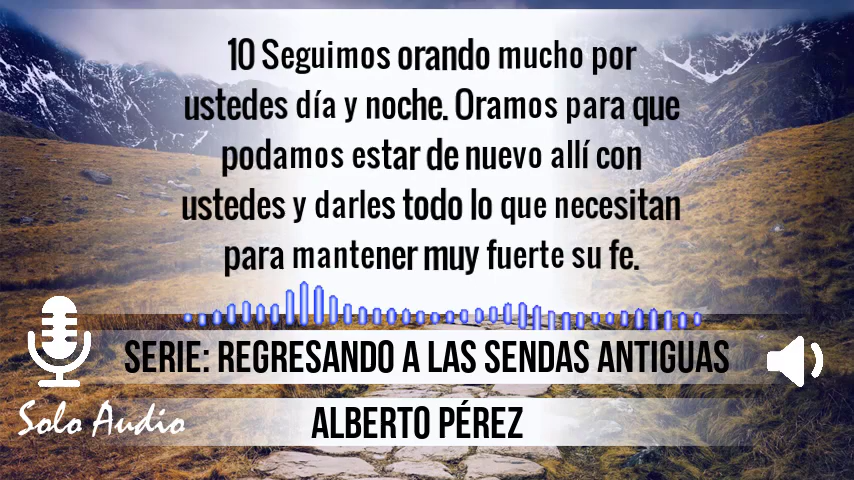 10 Seguimos orando mucho por
ustedes día y noche. Oramos para que
podamos estar de nuevo allí con
ustedes y darles todo lo que necesitan
para mantener muy fuerte su fe.
SERIE: REGRESANDO A LAS SENDAS ANTIGUAS
Solo Audio
ALBERTO PÉREZ